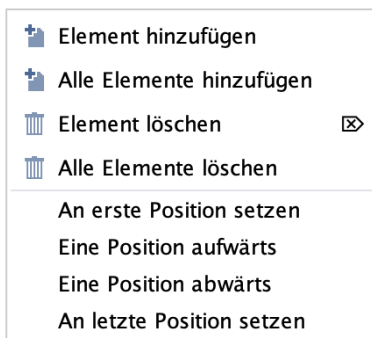 Element hinzufügen
Alle Elemente hinzufügen
Element löschen ⌦
Alle Elemente löschen
An erste Position setzen
Eine Position aufwärts
Eine Position abwärts
An letzte Position setzen